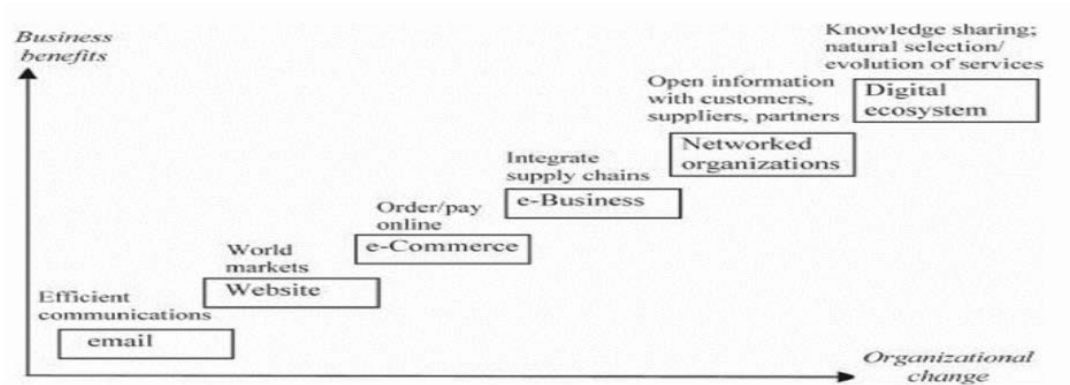 Business
benefits
Knowledge sharing;
natural selection/
evolution of services
Digital
ecosystem
Open information
with customers,
suppliers, partners
Networked
organizations
Integrate
supply chains
e-Business
Order/pay
online
e-Commerce
World
markets
Website
Efficient
communications
email
Organizational
change